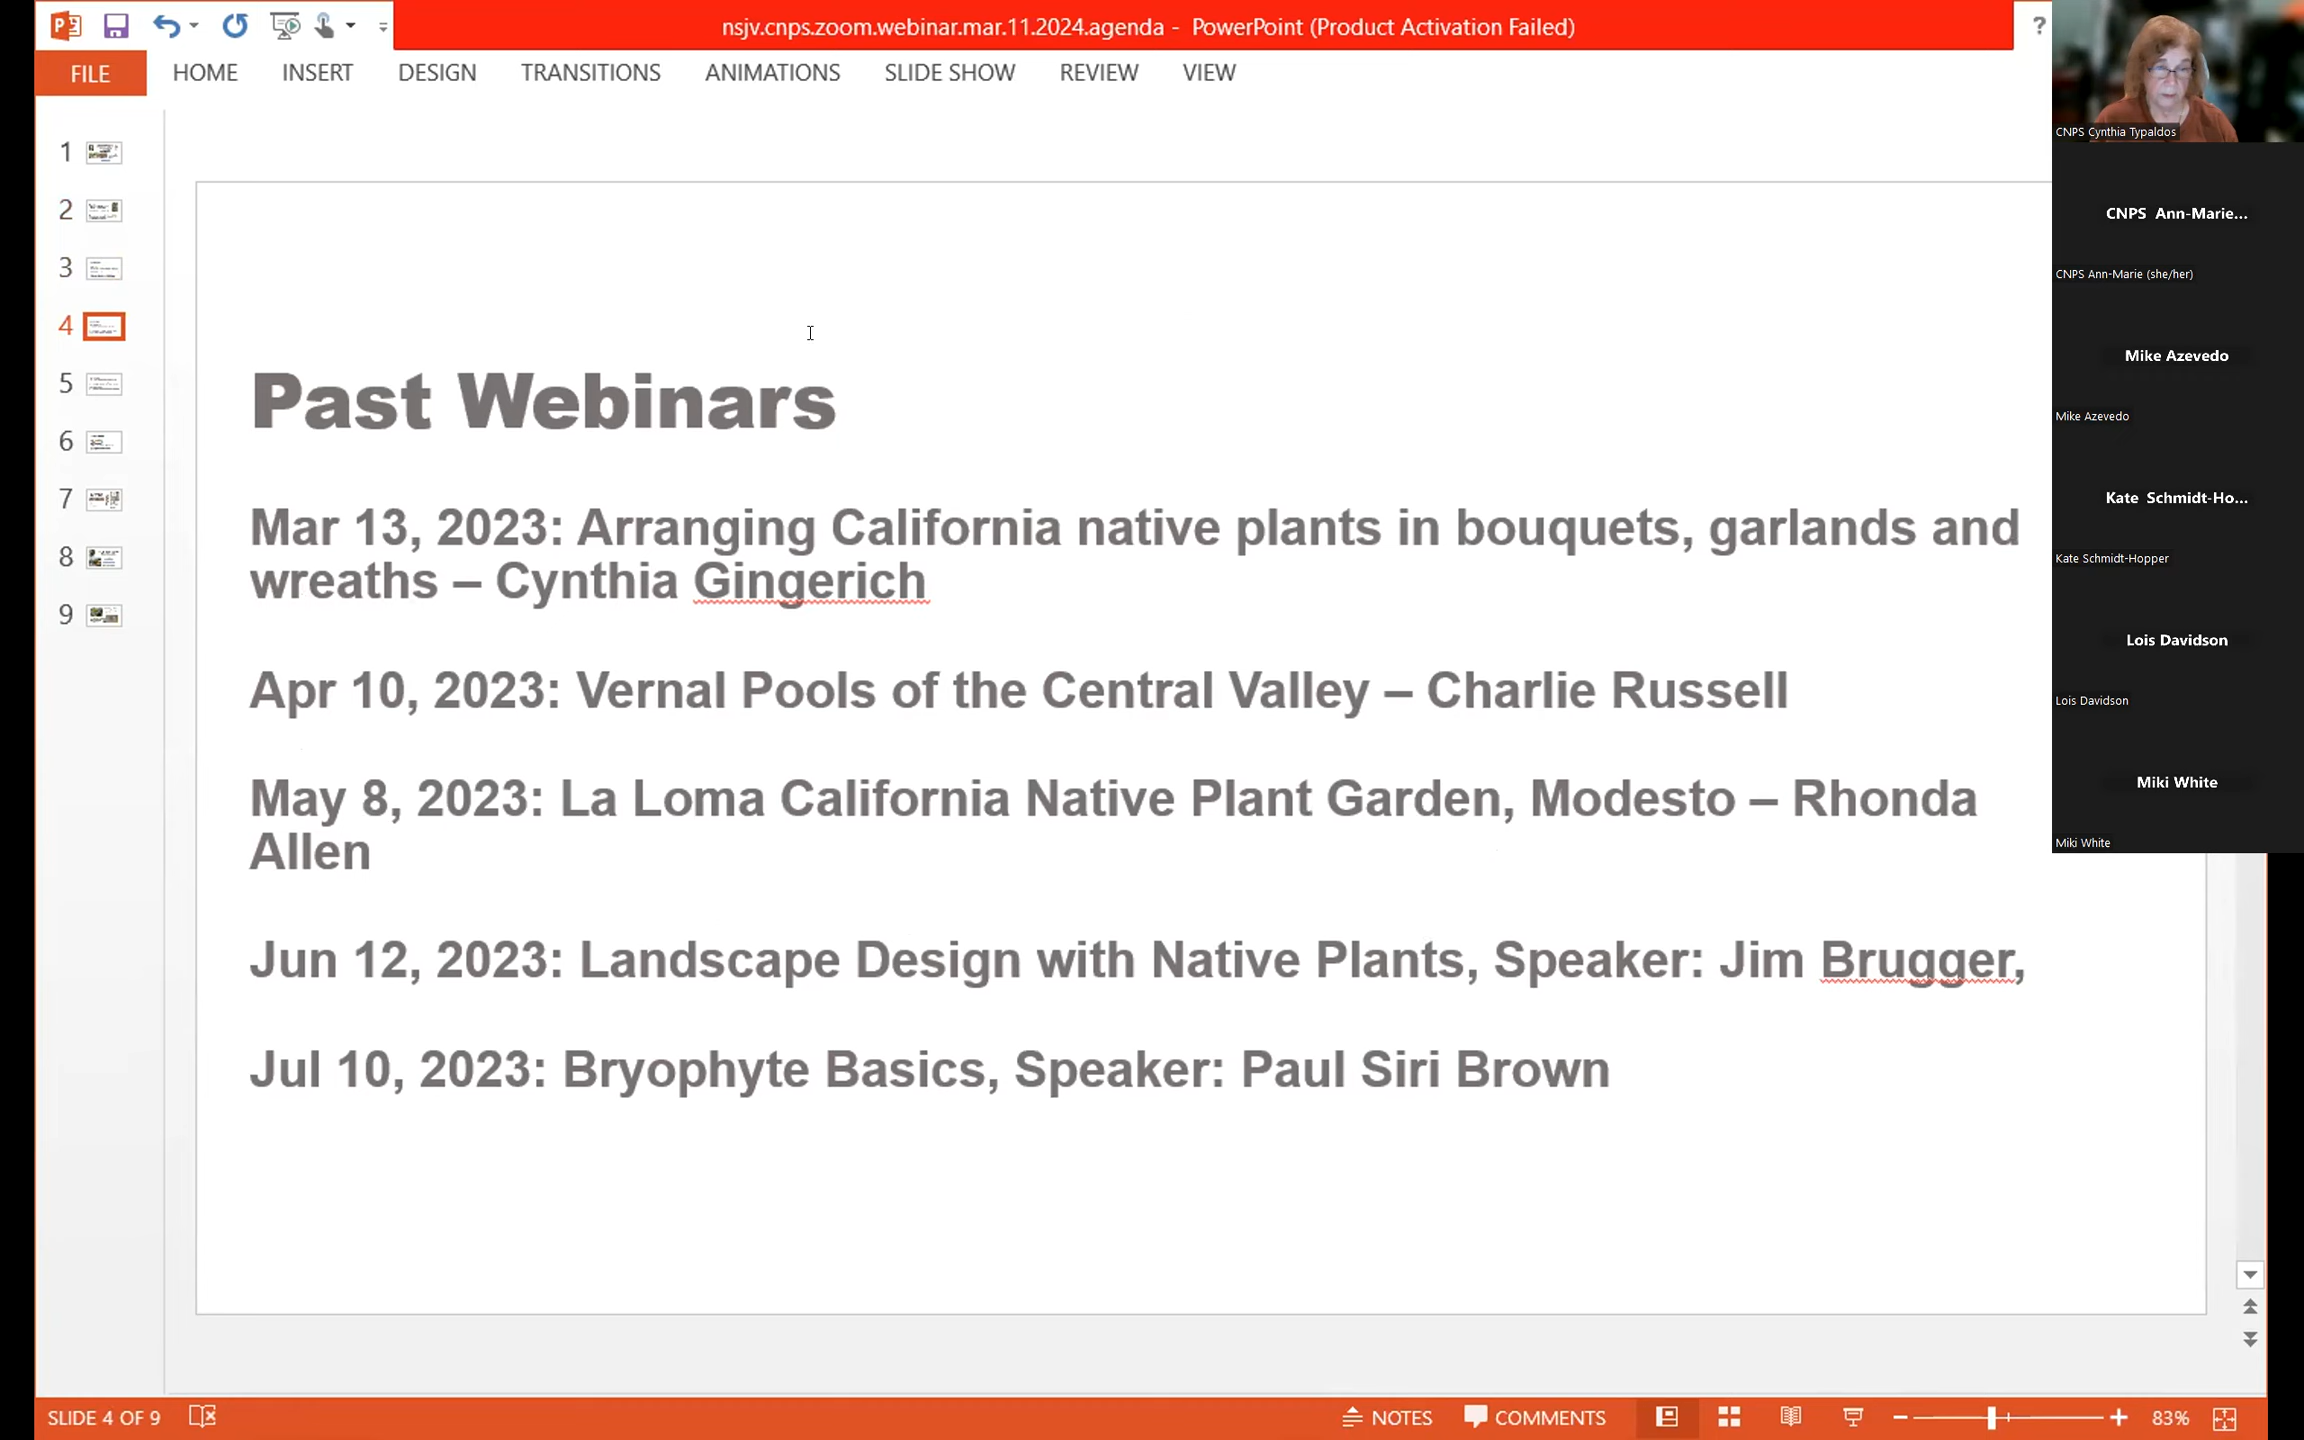 nsjv.cnps.zoom.webinar.mar.11.2024.agenda - PowerPoint (Product Activation Failed)
?
FILE HOME INSERT DESIGN TRANSITIONS ANIMATIONS SLIDE SHOW REVIEW VIEW
1
2
3
4
5
6
7
8
9
Past Webinars
Mar 13, 2023: Arranging California native plants in bouquets, garlands and
wreaths – Cynthia Gingerich
Apr 10, 2023: Vernal Pools of the Central Valley – Charlie Russell
May 8, 2023: La Loma California Native Plant Garden, Modesto – Rhonda
Allen
Jun 12, 2023: Landscape Design with Native Plants, Speaker: Jim Brugger,
Jul 10, 2023: Bryophyte Basics, Speaker: Paul Siri Brown
CNPS Cynthia Typaldos
CNPS Ann-Marie...
CNPS Ann-Marie (she/her)
Mike Azevedo
Mike Azevedo
Kate Schmidt-Ho...
Kate Schmidt-Hopper
Lois Davidson
Lois Davidson
Miki White
Miki White
SLIDE 4 OF 9 NOTES COMMENTS 83%